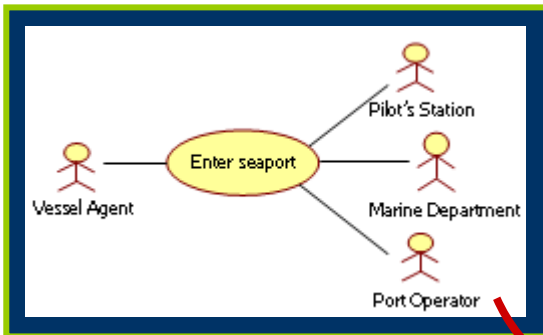 Pilot's Station
Enter seaport
Vessel Agent
Marine Department
Port Operator